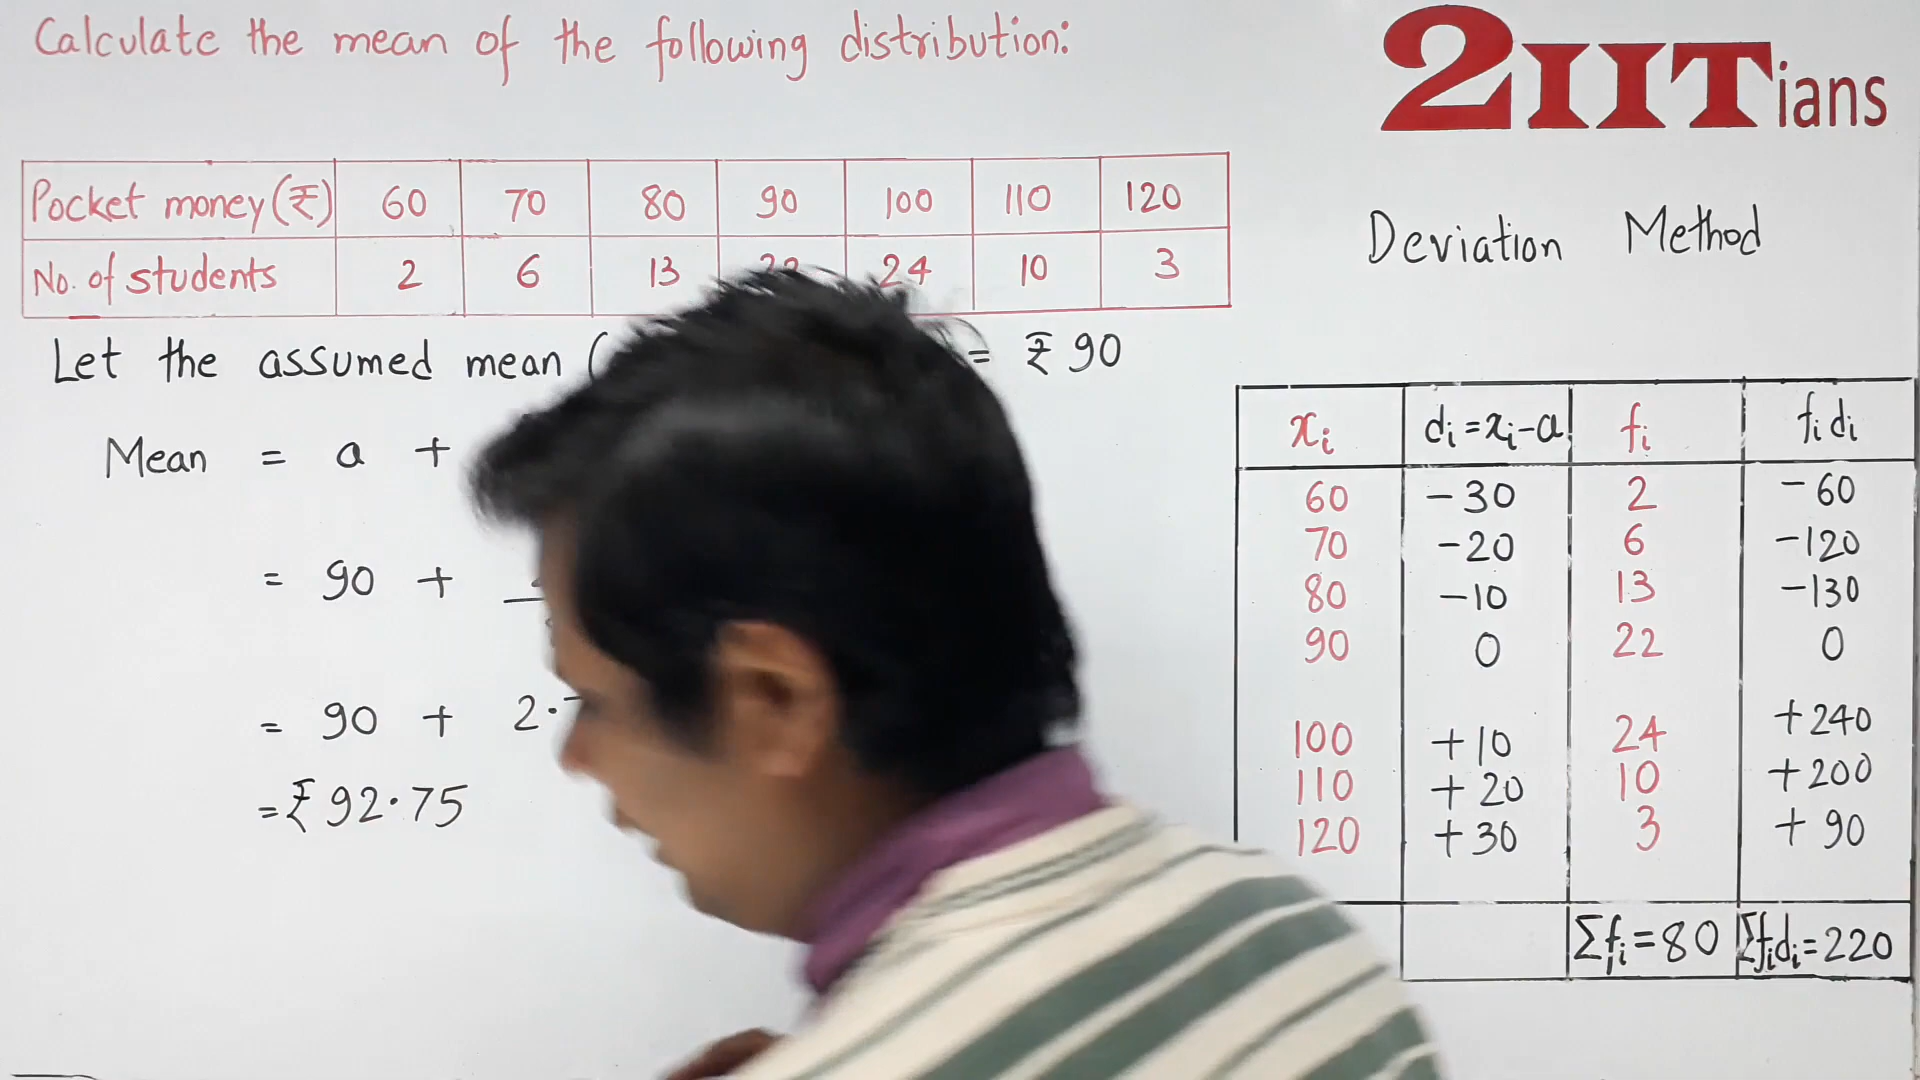 Calculate the mean of the following distribution:
2IITians
Pocket money (₹) 60 70 80 90 100 110 120
No. of students 2 6 13 24 10 3
Deviation Method
Let the assumed mean ( = ₹ 90
Mean = a +
= 90 +
= 90 + 2.
= ₹ 92.75
xi di = xi - a fi fi di
60 -30 2 -60
70 -20 6 -120
80 -10 13 -130
90 0 22 0
100 +10 24 +240
110 +20 10 +200
120 +30 3 +90
Σfi = 80 Σfidi = 220